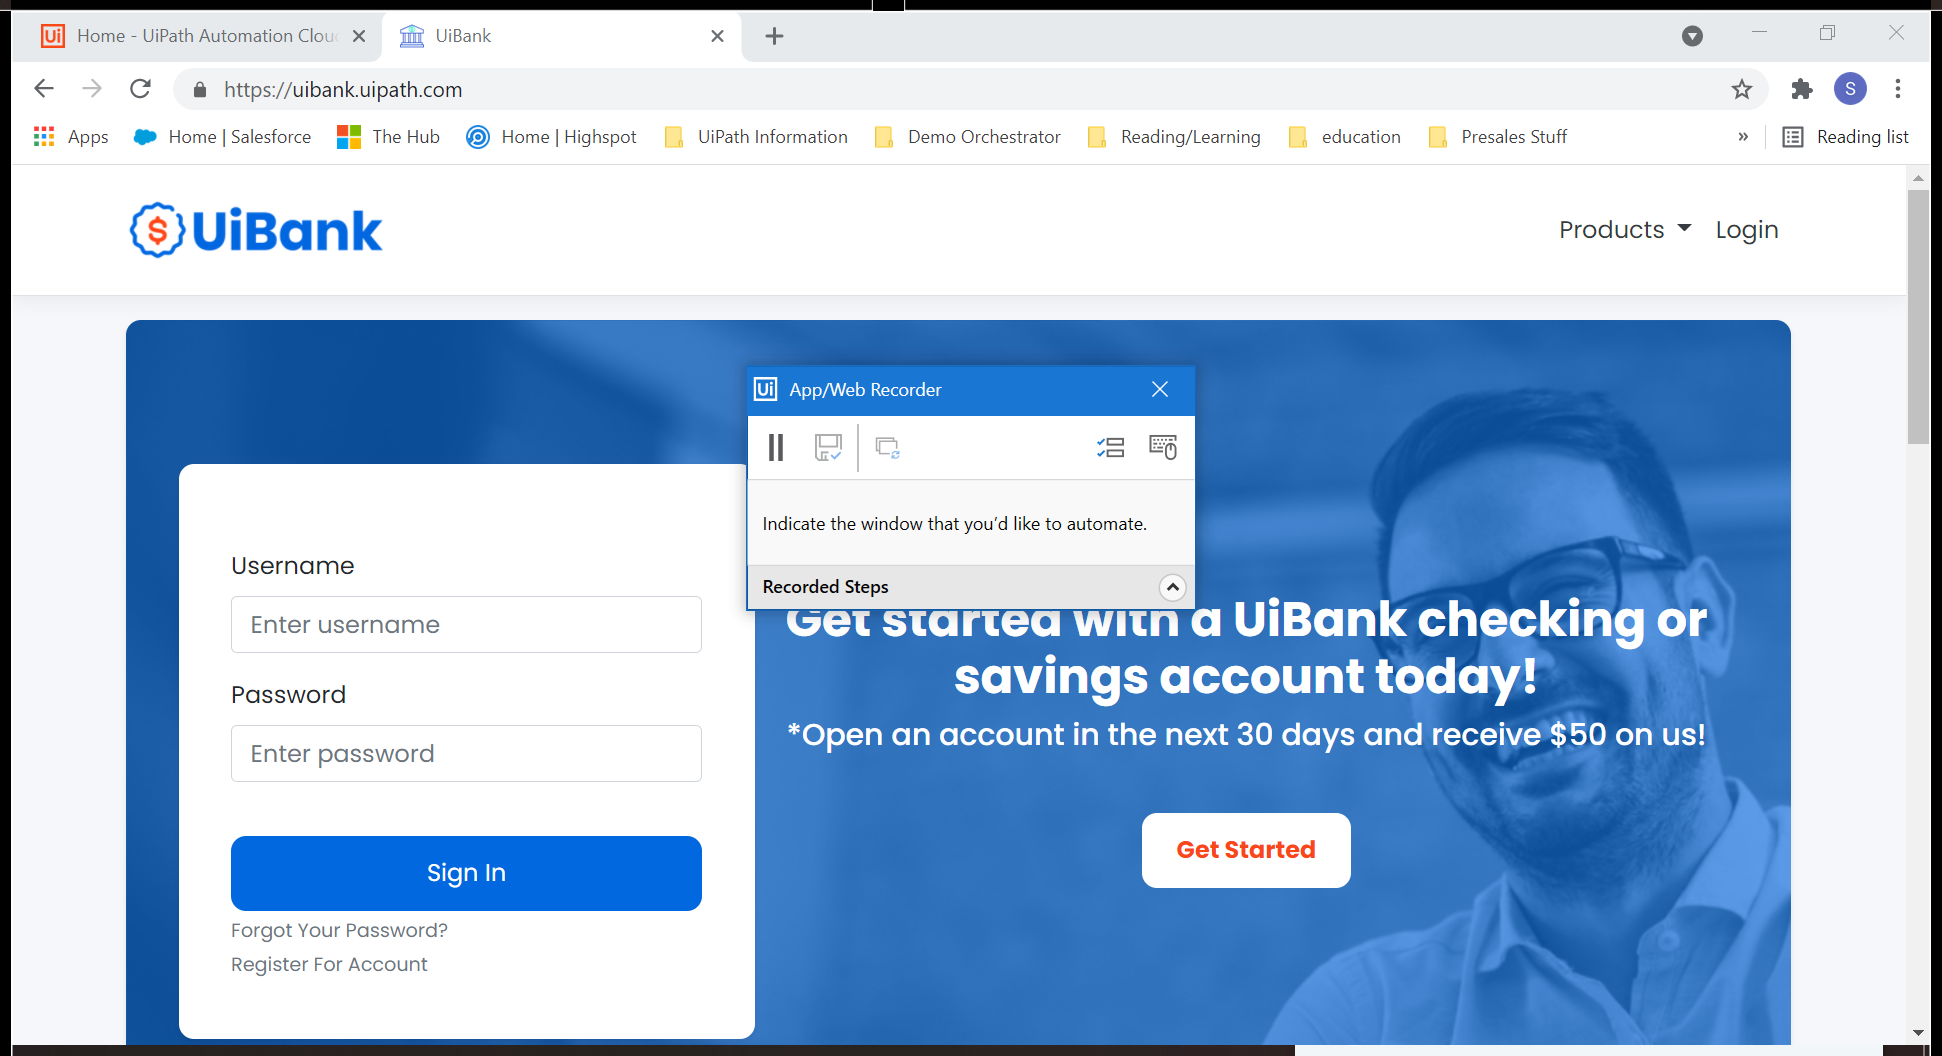 Home - UiPath Automation Clou
UiBank
https://uibank.uipath.com
S
Apps
Home | Salesforce
The Hub
Home | Highspot
UiPath Information
Demo Orchestrator
Reading/Learning
education
Presales Stuff
»
Reading list
$ UiBank
Products
Login
Ui App/Web Recorder
Indicate the window that you'd like to automate.
Recorded Steps
Username
Enter username
Password
Enter password
Sign In
Forgot Your Password?
Register For Account
Get started with a UiBank checking or
savings account today!
*Open an account in the next 30 days and receive $50 on us!
Get Started